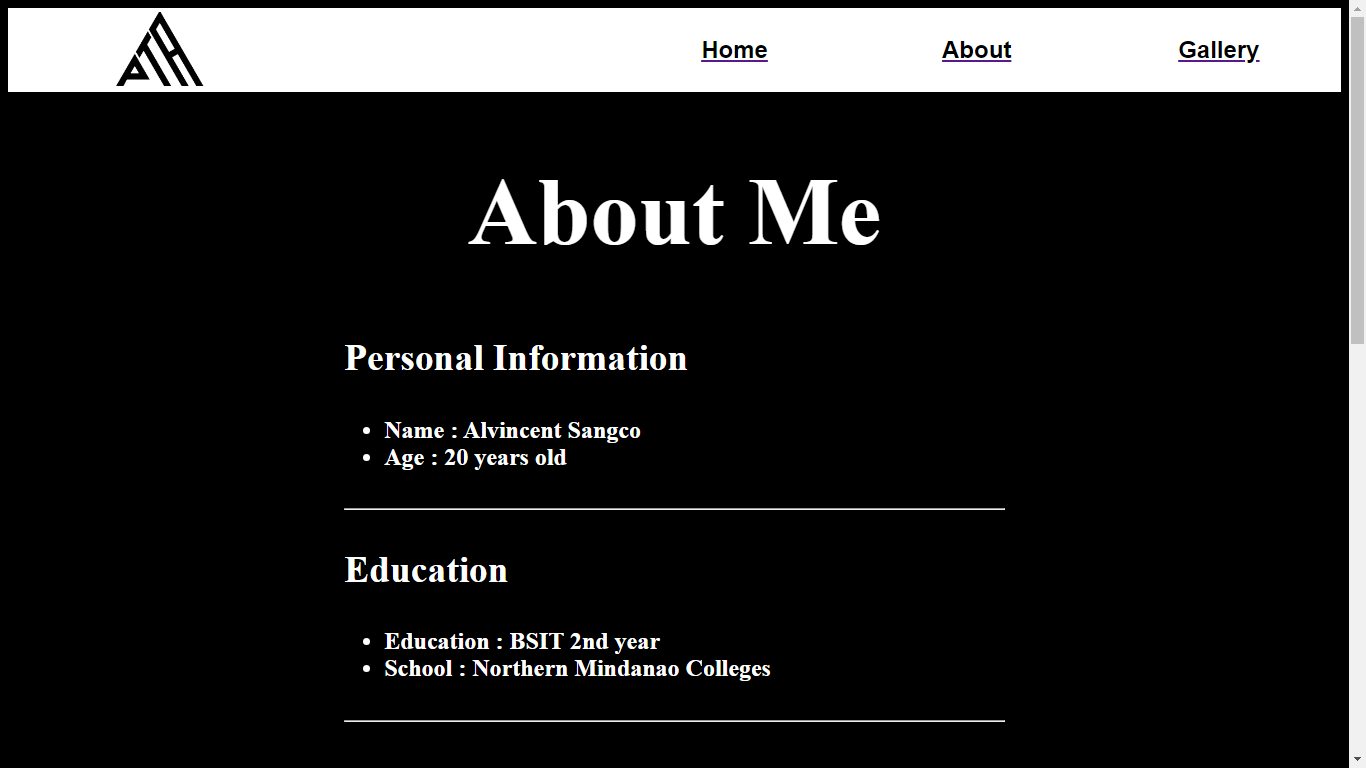 Home About Gallery
About Me
Personal Information
Name : Alvincent Sangco
Age : 20 years old
Education
Education : BSIT 2nd year
School : Northern Mindanao Colleges